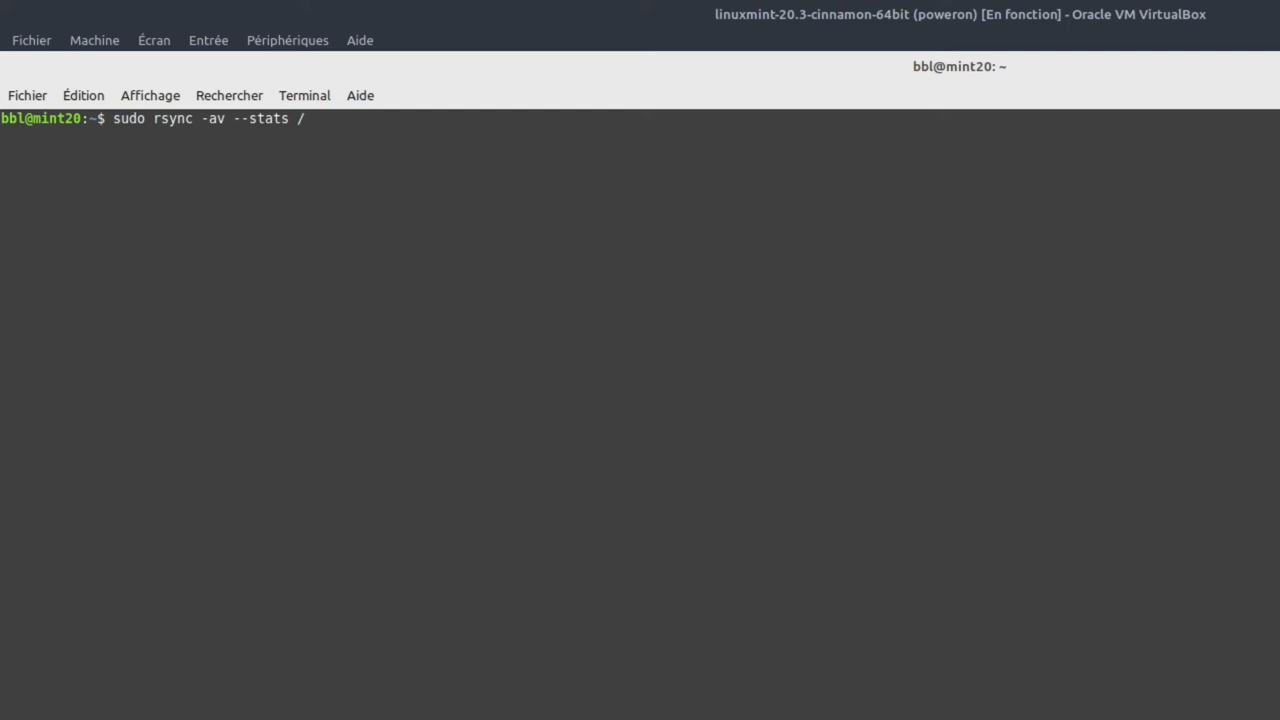 linuxmint-20.3-cinnamon-64bit (poweron) [En fonction] - Oracle VM VirtualBox
Fichier Machine Écran Entrée Périphériques Aide
bbl@mint20: ~
Fichier Édition Affichage Rechercher Terminal Aide
bbl@mint20:~$ sudo rsync -av --stats /